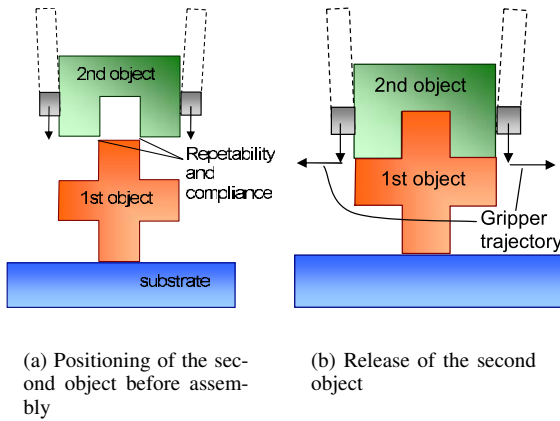 2nd object
Repetability
and
compliance
1st object
substrate
(a) Positioning of the sec-
ond object before assem-
bly
2nd object
1st object
Gripper
trajectory
(b) Release of the second
object